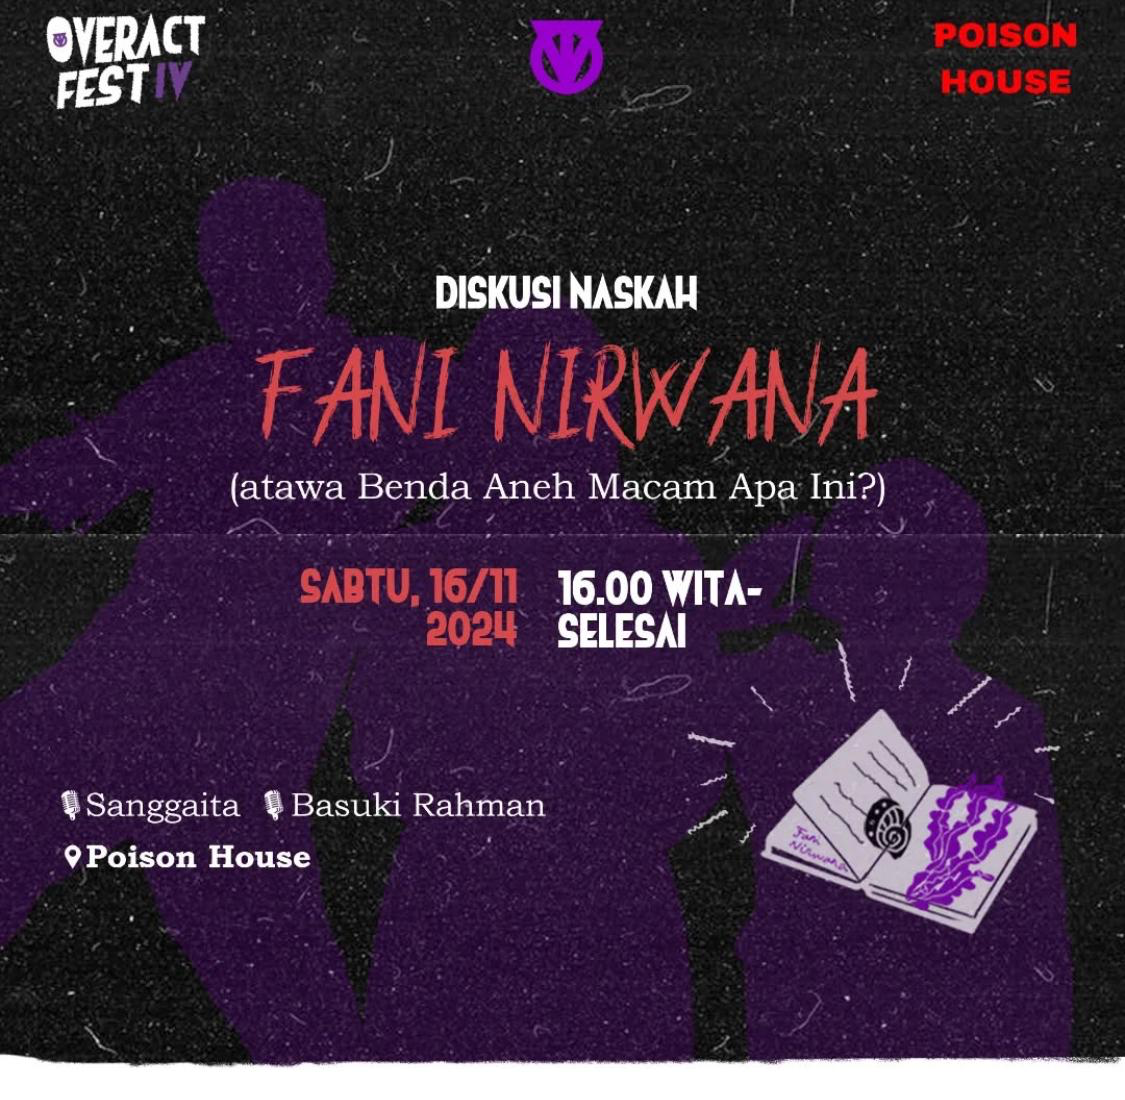 OVERACT
FEST IV
POISON
HOUSE
DISKUSI NASKAH
FANI NIRWANA
(atawa Benda Aneh Macam Apa Ini?)
SABTU, 16/11
2024
16.00 WITA-
SELESAI
Sanggaita Basuki Rahman
Poison House
Fani
Nirwana